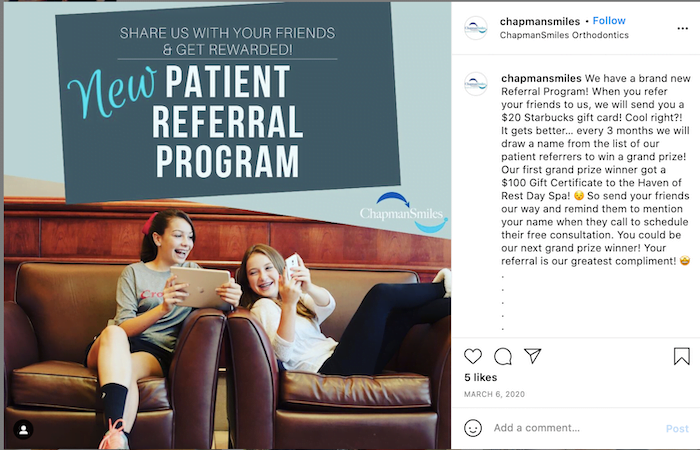 SHARE US WITH YOUR FRIENDS
& GET REWARDED!
New PATIENT
REFERRAL
PROGRAM
ChapmanSmiles
chapmansmiles • Follow
ChapmanSmiles Orthodontics
chapmansmiles We have a brand new
Referral Program! When you refer
your friends to us, we will send you a
$20 Starbucks gift card! Cool right?!
It gets better... every 3 months we will
draw a name from the list of our
patient referrers to win a grand prize!
Our first grand prize winner got a
$100 Gift Certificate to the Haven of
Rest Day Spa! 😌 So send your friends
our way and remind them to mention
your name when they call to schedule
their free consultation. You could be
our next grand prize winner! Your
referral is our greatest compliment! 🤩
.
.
.
.
5 likes
MARCH 6, 2020
Add a comment...
Post